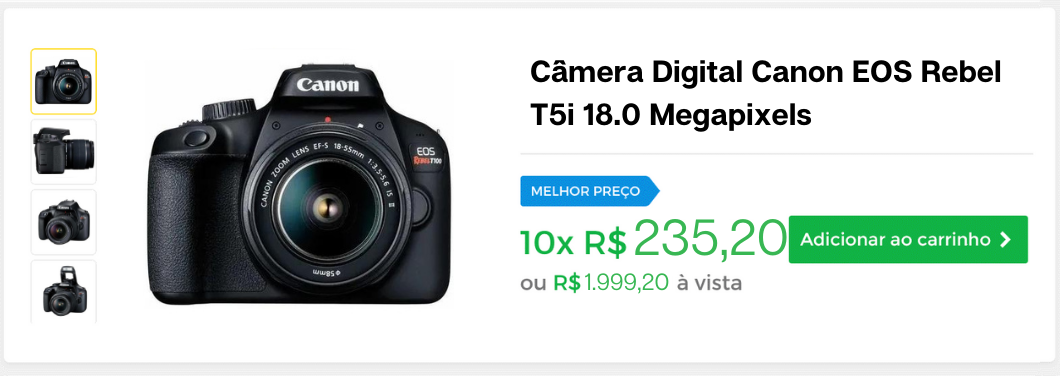 Câmera Digital Canon EOS Rebel
T5i 18.0 Megapixels
Canon
EOS
REBEL T100
CANON ZOOM LENS EF-S 18-55mm 1:3.5-5.6 IS II
ø58mm
MELHOR PREÇO
10x R$ 235,20
Adicionar ao carrinho
ou R$ 1.999,20 à vista